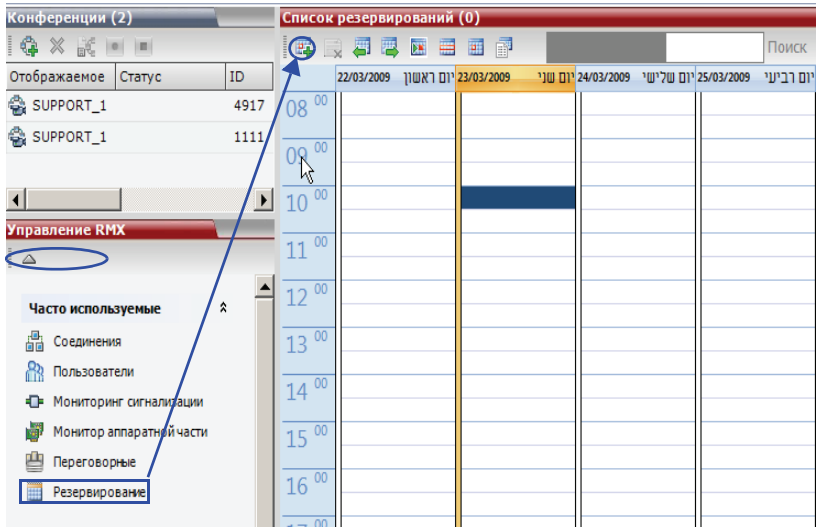 Конференции (2)
Отображаемое Статус ID
SUPPORT_1 4917
SUPPORT_1 1111
Управление RMX
Часто используемые
Соединения
Пользователи
Мониторинг сигнализации
Монитор аппаратной части
Переговорные
Резервирование
Список резервирований (0)
Поиск
22/03/2009 יום ראשון 23/03/2009 יום שני 24/03/2009 יום שלישי 25/03/2009 יום רביעי
08 00
09 00
10 00
11 00
12 00
13 00
14 00
15 00
16 00
17 00